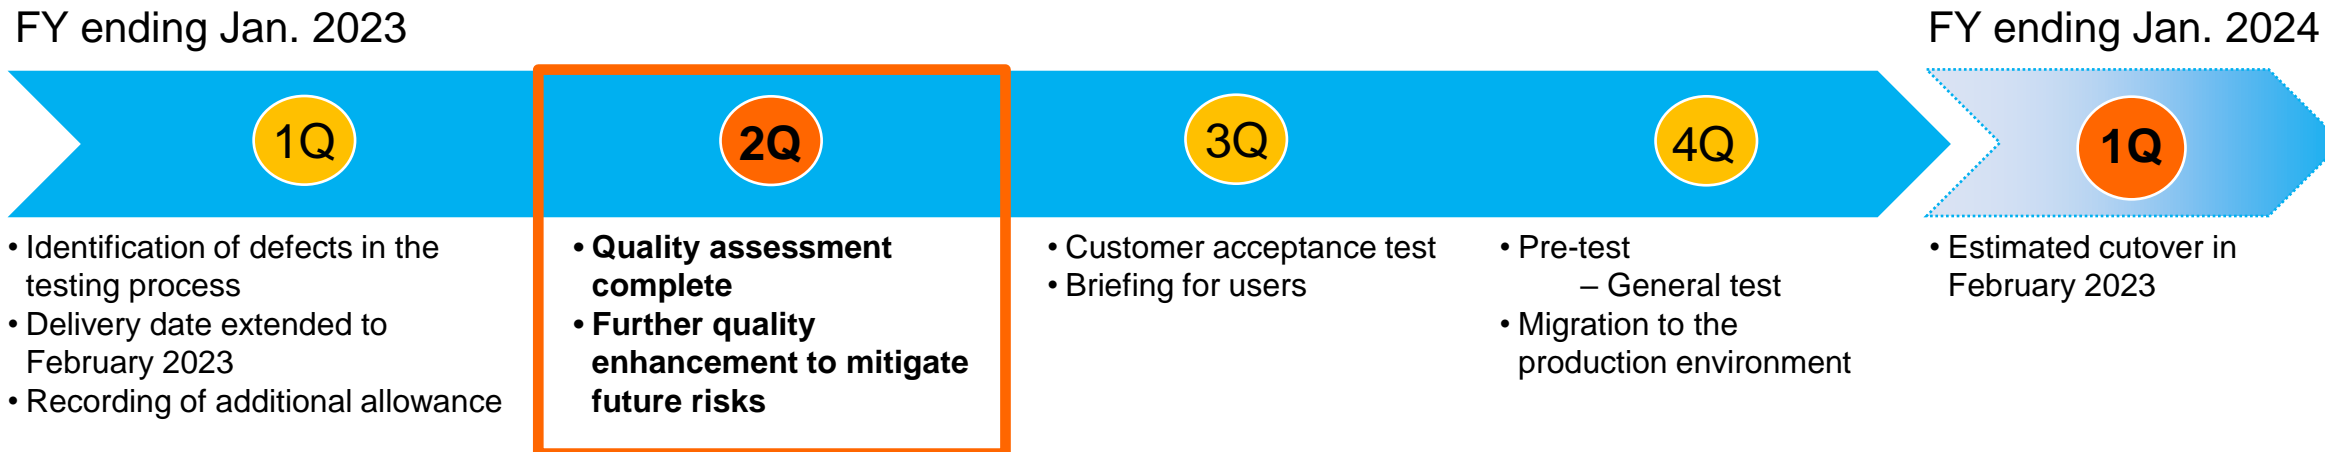 FY ending Jan. 2023
FY ending Jan. 2024
1Q
2Q
3Q
4Q
1Q
• Identification of defects in the
testing process
• Delivery date extended to
February 2023
• Recording of additional allowance
• Quality assessment
complete
• Further quality
enhancement to mitigate
future risks
• Customer acceptance test
• Briefing for users
• Pre-test
– General test
• Migration to the
production environment
• Estimated cutover in
February 2023